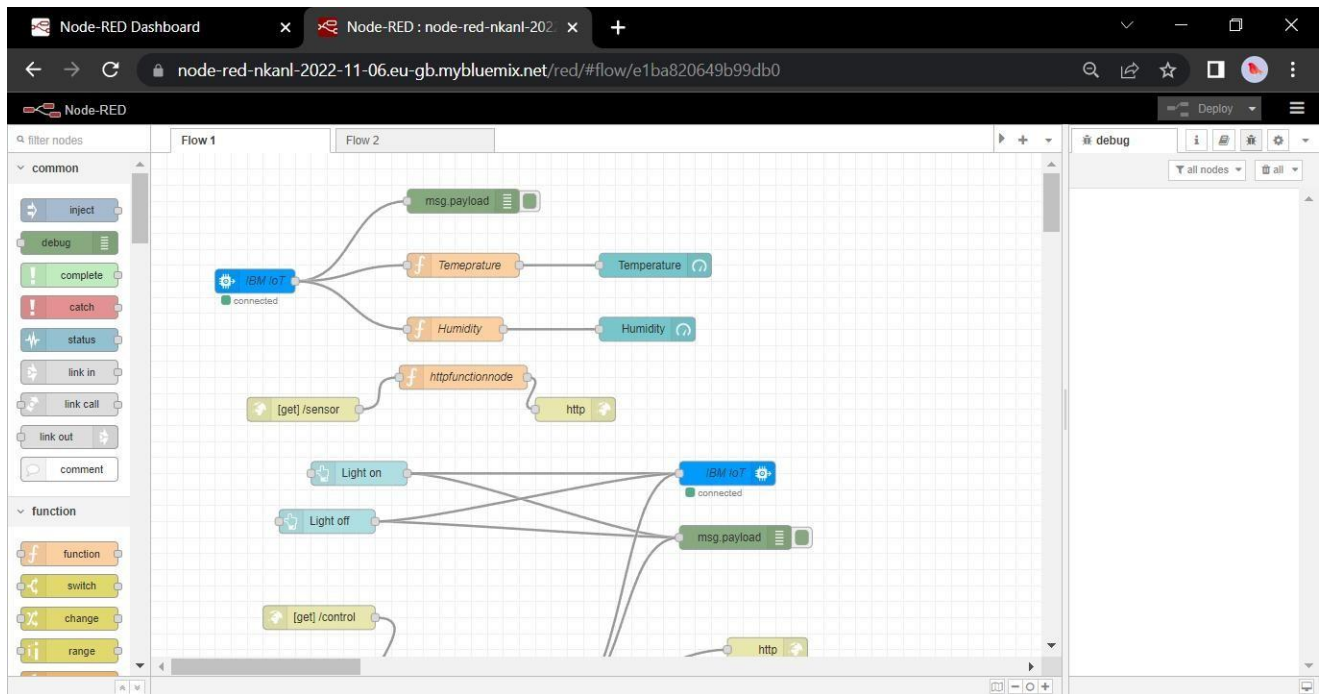 Node-RED Dashboard
Node-RED : node-red-nkanl-202
node-red-nkanl-2022-11-06.eu-gb.mybluemix.net/red/#flow/e1ba820649b99db0
Node-RED
Deploy
filter nodes
Flow 1
Flow 2
debug
i
all nodes
all
common
inject
debug
complete
catch
status
link in
link call
link out
comment
function
function
switch
change
range
msg.payload
IBM IoT
connected
Temeprature
Temperature
Humidity
Humidity
httpfunctionnode
[get] /sensor
http
Light on
IBM IoT
connected
Light off
msg.payload
[get] /control
http